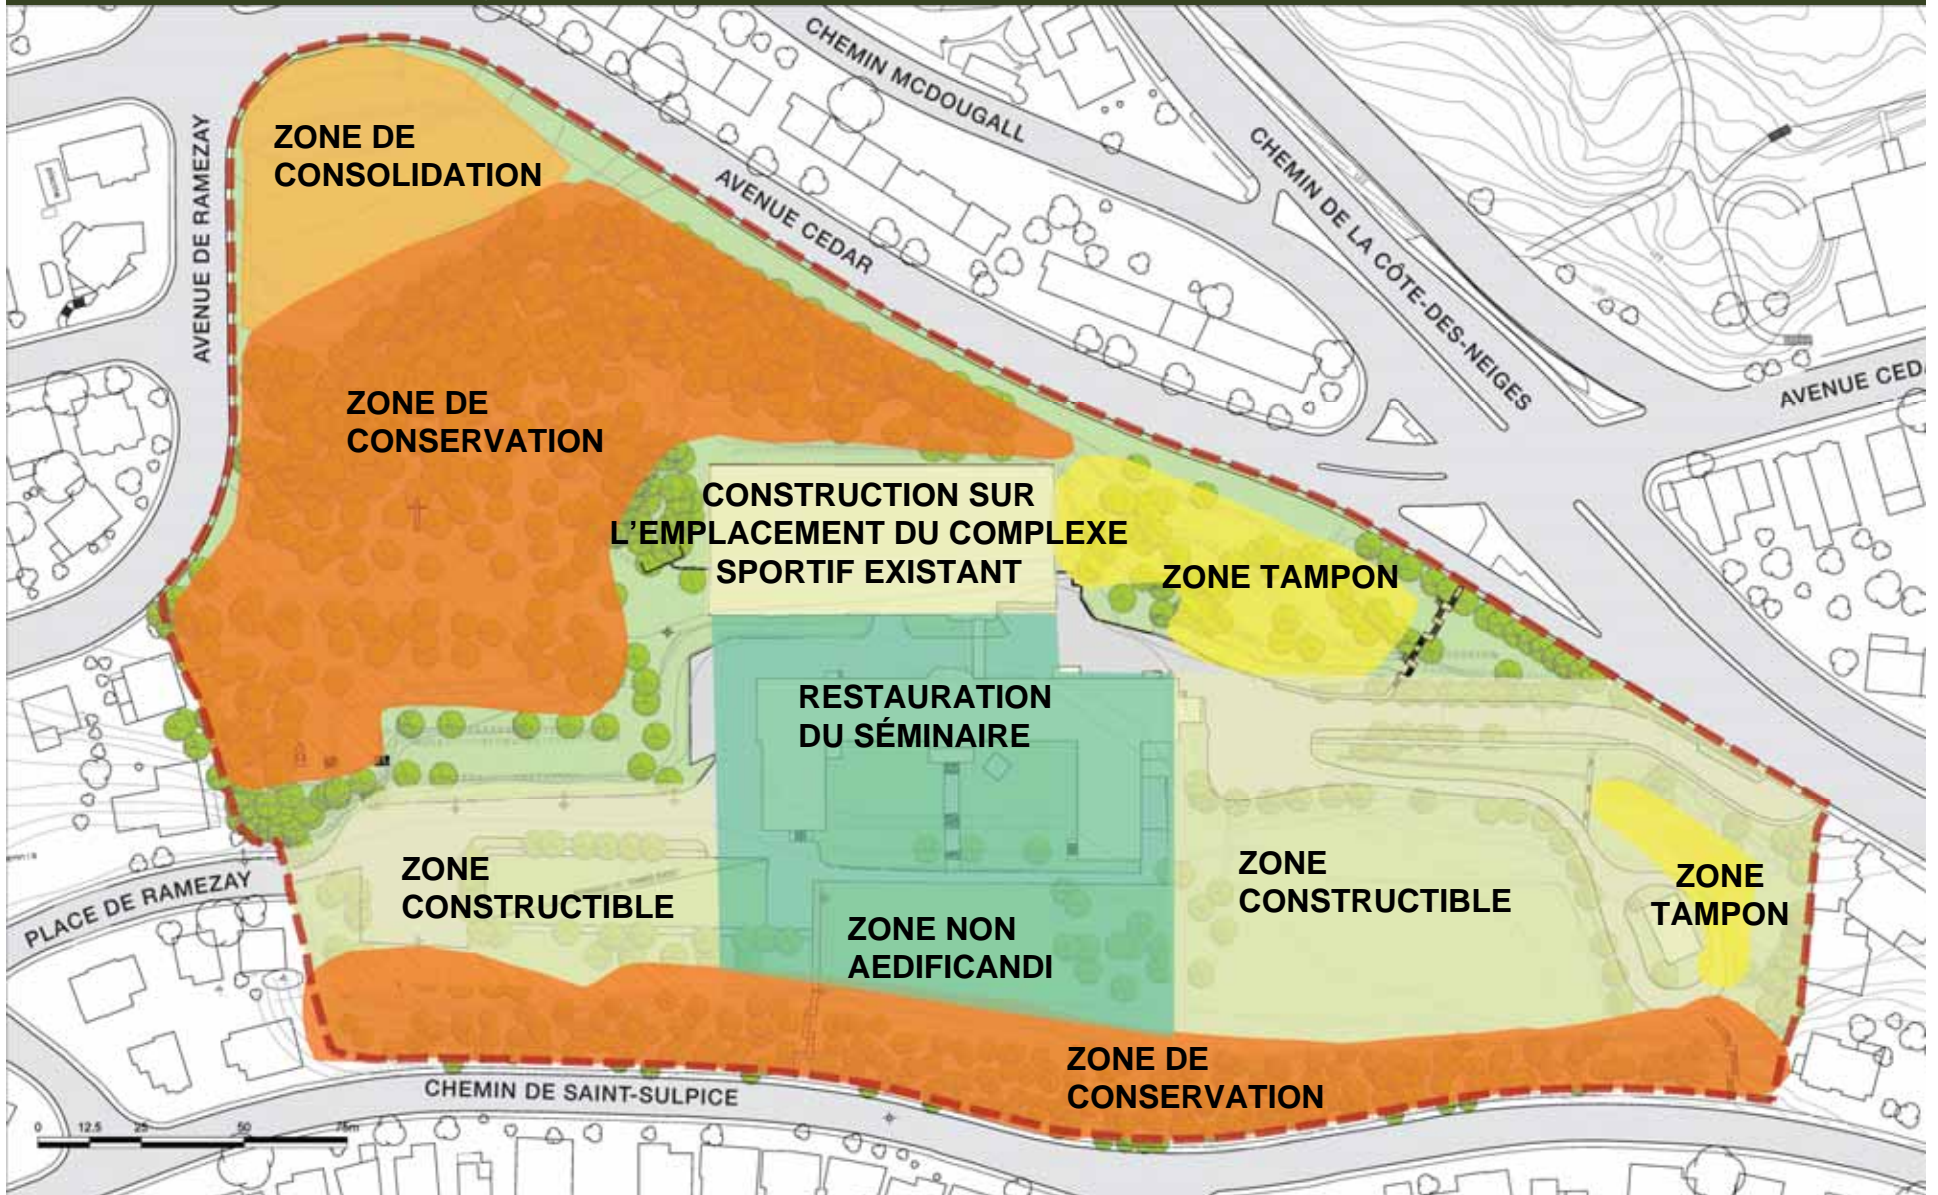 CHEMIN MCDOUGALL
ZONE DE
CONSOLIDATION
AVENUE DE RAMEZAY
AVENUE CEDAR
CHEMIN DE LA CÔTE-DES-NEIGES
AVENUE CED
ZONE DE
CONSERVATION
CONSTRUCTION SUR
L'EMPLACEMENT DU COMPLEXE
SPORTIF EXISTANT
ZONE TAMPON
RESTAURATION
DU SÉMINAIRE
ZONE
CONSTRUCTIBLE
ZONE
CONSTRUCTIBLE
ZONE
TAMPON
PLACE DE RAMEZAY
ZONE NON
AEDIFICANDI
ZONE DE
CONSERVATION
CHEMIN DE SAINT-SULPICE
0 12.5 25 50 75m